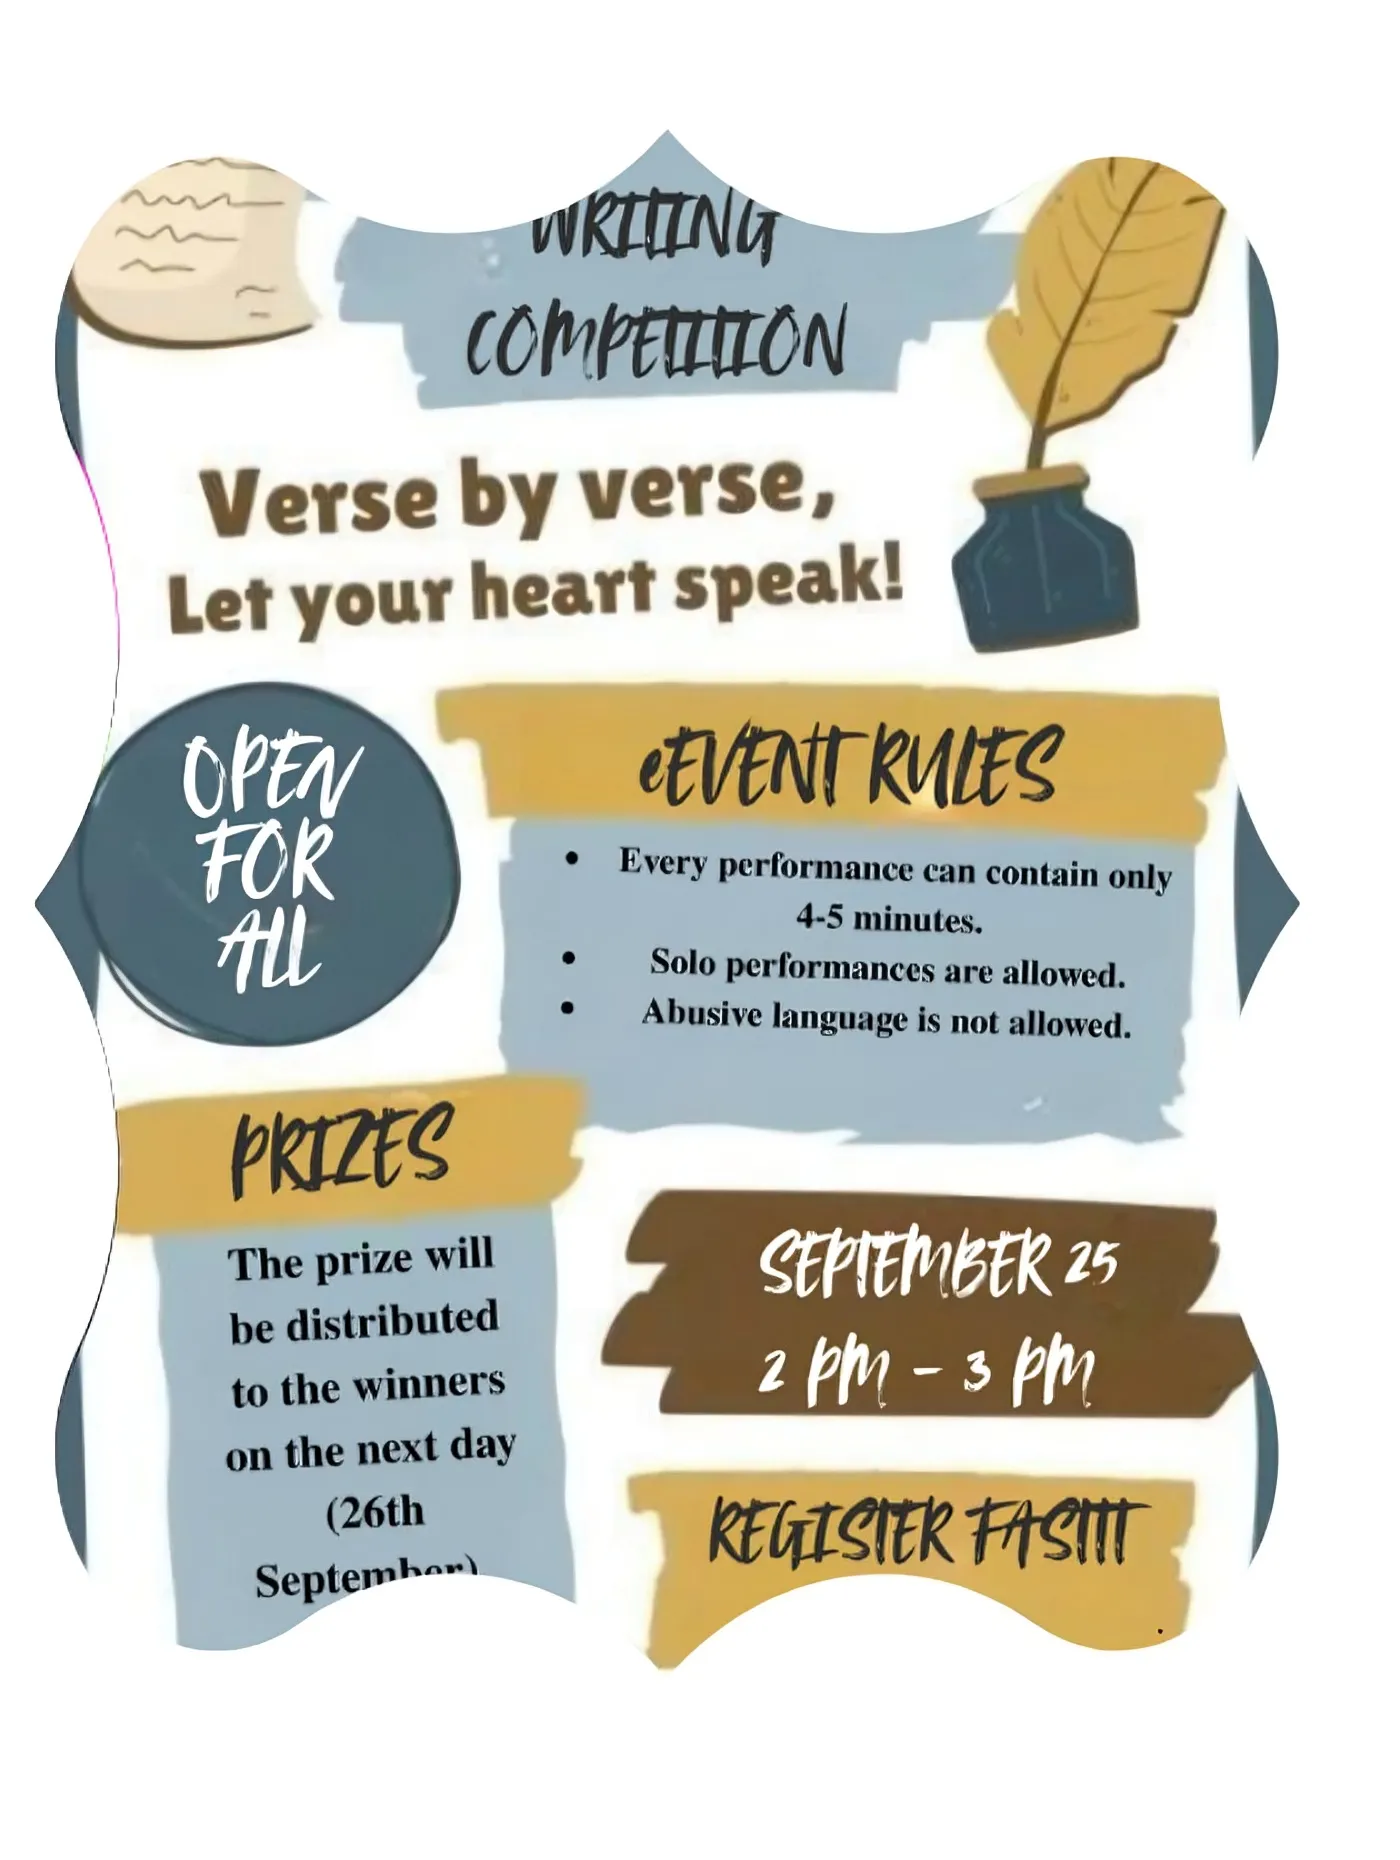 WRITING
COMPETITION
Verse by verse,
Let your heart speak!
OPEN
FOR
ALL
eEVENT RULES
• Every performance can contain only
4-5 minutes.
• Solo performances are allowed.
• Abusive language is not allowed.
PRIZES
The prize will
be distributed
to the winners
on the next day
(26th
September)
SEPTEMBER 25
2 PM - 3 PM
REGISTER FASTTT
.